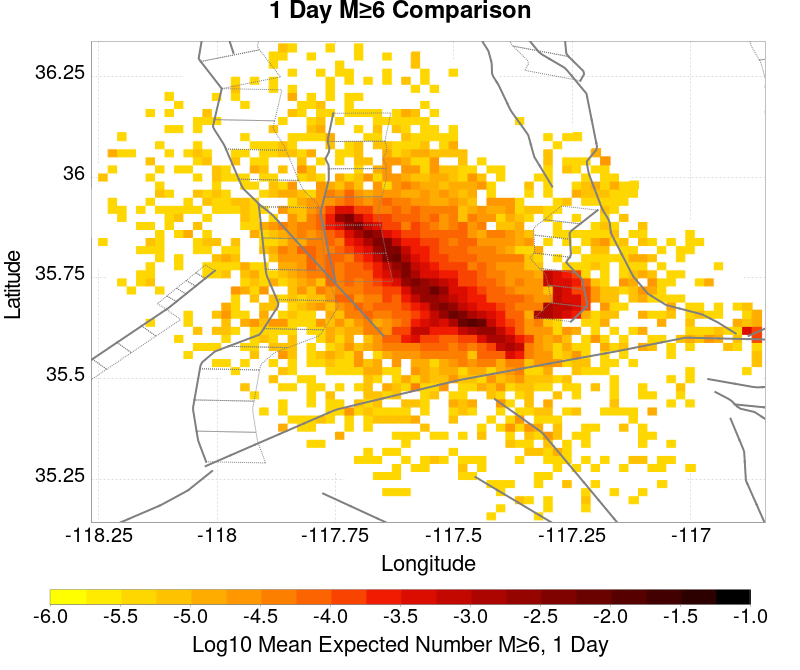 1 Day M≥6 Comparison
36.25
36
35.75
35.5
35.25
Latitude
-118.25 -118 -117.75 -117.5 -117.25 -117
Longitude
-6.0 -5.5 -5.0 -4.5 -4.0 -3.5 -3.0 -2.5 -2.0 -1.5 -1.0
Log10 Mean Expected Number M≥6, 1 Day